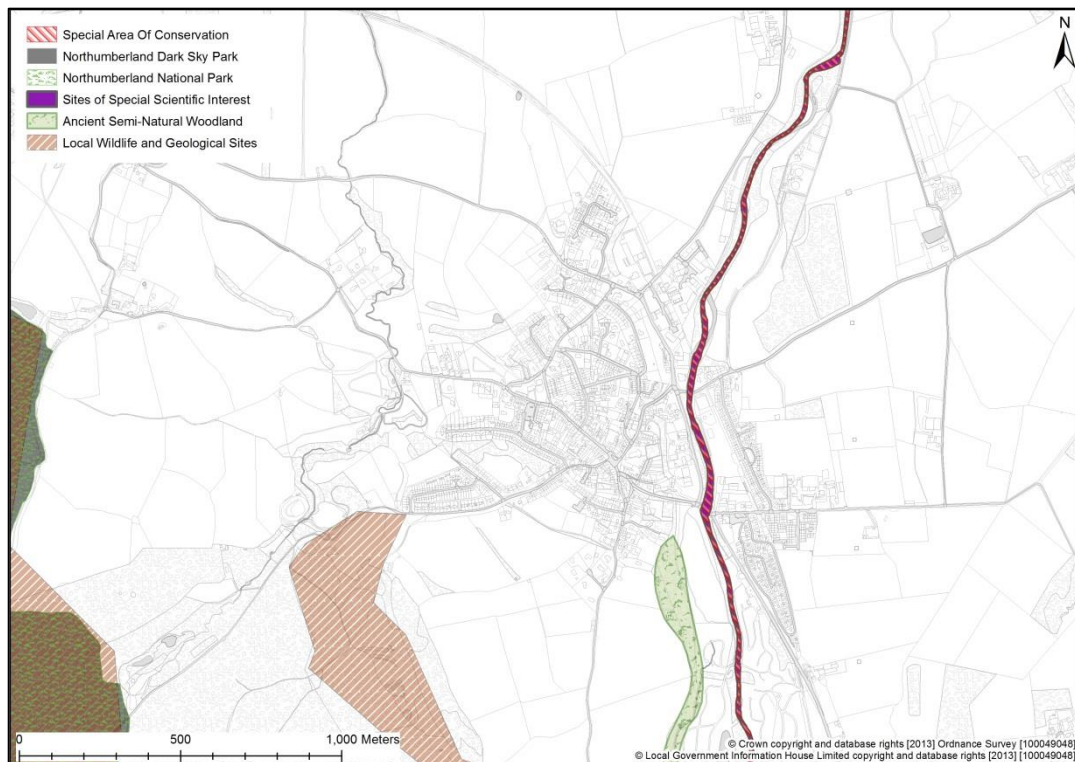 Special Area Of Conservation
Northumberland Dark Sky Park
Northumberland National Park
Sites of Special Scientific Interest
Ancient Semi-Natural Woodland
Local Wildlife and Geological Sites
N
0 500 1,000 Meters
© Crown copyright and database rights [2013] Ordnance Survey [100049048]
© Local Government Information House Limited copyright and database rights [2013] [100049048]